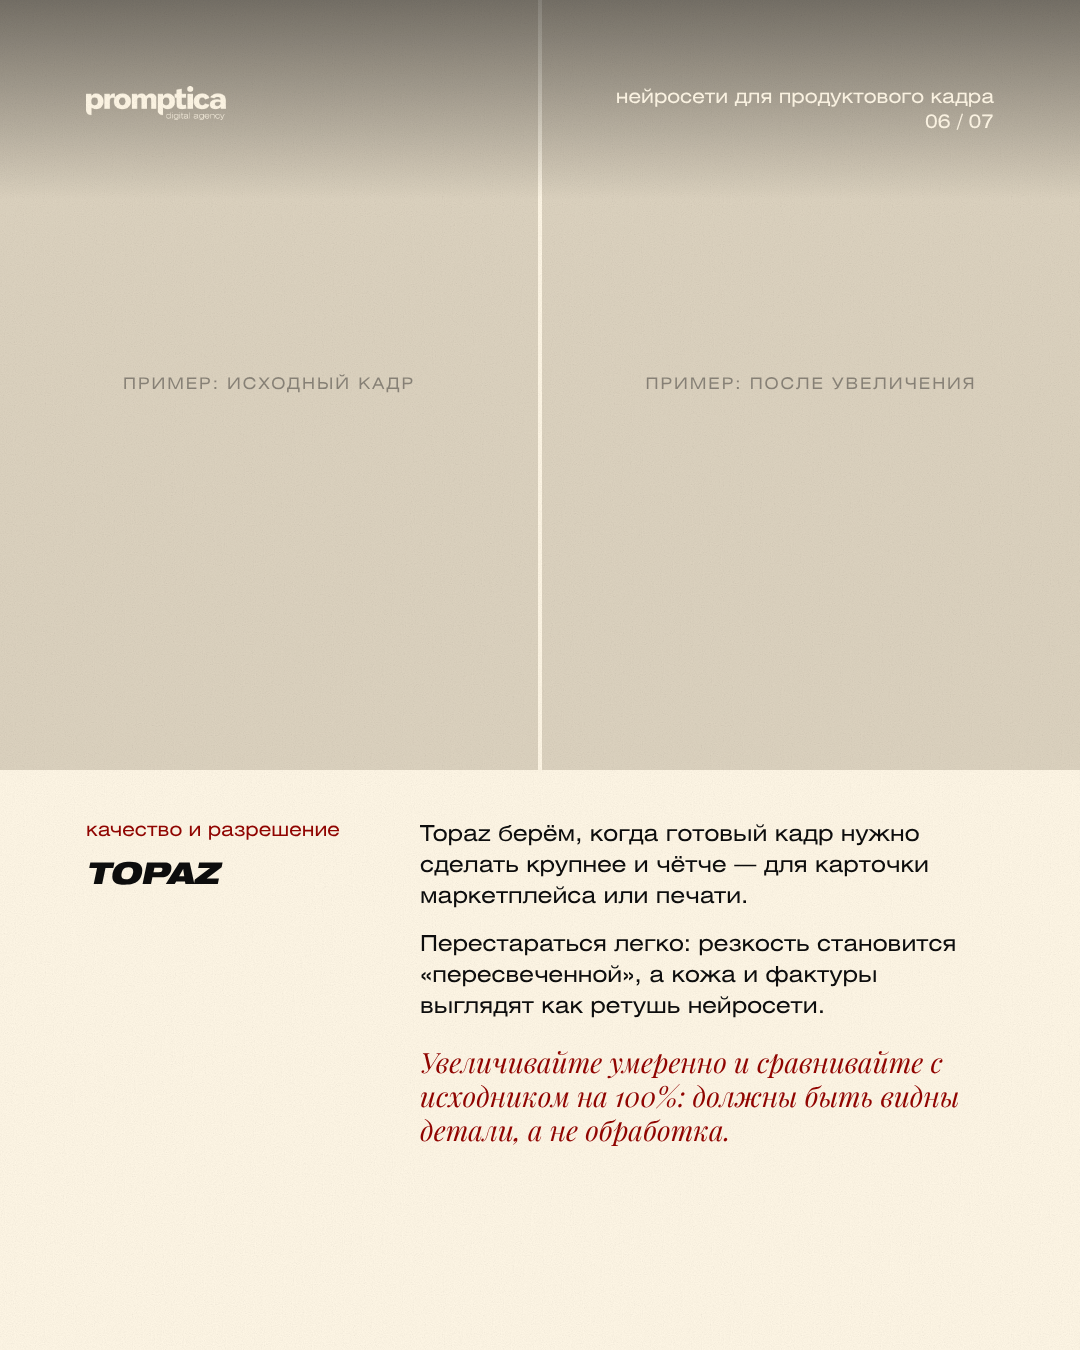 promptica
digital agency
нейросети для продуктового кадра
06 / 07
ПРИМЕР: ИСХОДНЫЙ КАДР
ПРИМЕР: ПОСЛЕ УВЕЛИЧЕНИЯ
качество и разрешение
TOPAZ
Topaz берём, когда готовый кадр нужно
сделать крупнее и чётче — для карточки
маркетплейса или печати.
Перестараться легко: резкость становится
«пересвеченной», а кожа и фактуры
выглядят как ретушь нейросети.
Увеличивайте умеренно и сравнивайте с
исходником на 100%: должны быть видны
детали, а не обработка.